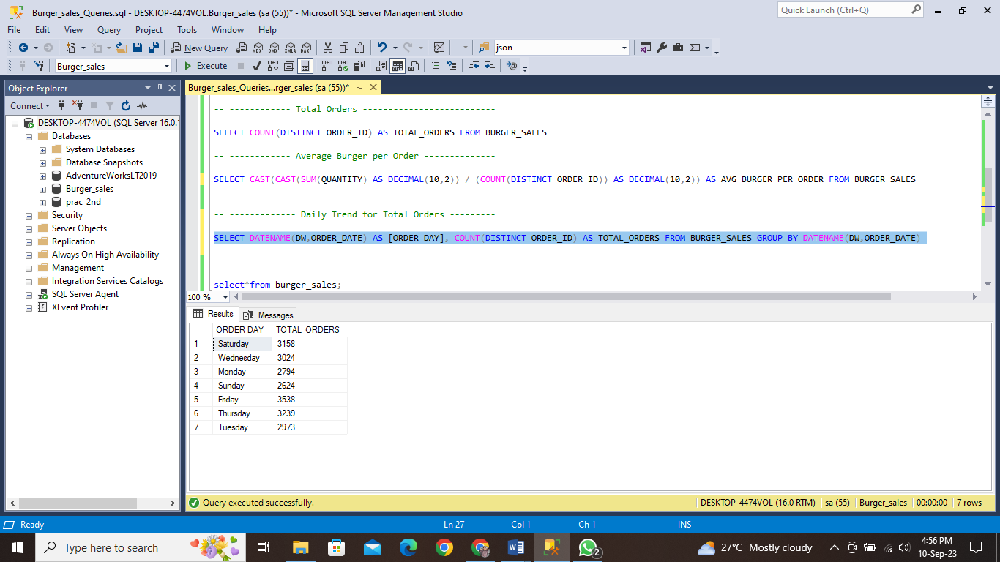 Burger_sales_Queries.sql - DESKTOP-4474VOL.Burger_sales (sa (55))* - Microsoft SQL Server Management Studio
Quick Launch (Ctrl+Q)
File Edit View Query Project Tools Window Help
New Query MDX DMX XMLA DAX json
Burger_sales Execute
Object Explorer
Connect
DESKTOP-4474VOL (SQL Server 16.0.
Databases
System Databases
Database Snapshots
AdventureWorksLT2019
Burger_sales
prac_2nd
Security
Server Objects
Replication
Always On High Availability
Management
Integration Services Catalogs
SQL Server Agent
XEvent Profiler
Burger_sales_Queries...rger_sales (sa (55))*
-- ------------ Total Orders --------------------------
SELECT COUNT(DISTINCT ORDER_ID) AS TOTAL_ORDERS FROM BURGER_SALES
-- ------------ Average Burger per Order --------------
SELECT CAST(CAST(SUM(QUANTITY) AS DECIMAL(10,2)) / (COUNT(DISTINCT ORDER_ID)) AS DECIMAL(10,2)) AS AVG_BURGER_PER_ORDER FROM BURGER_SALES
-- ------------- Daily Trend for Total Orders ---------
SELECT DATENAME(DW,ORDER_DATE) AS [ORDER DAY], COUNT(DISTINCT ORDER_ID) AS TOTAL_ORDERS FROM BURGER_SALES GROUP BY DATENAME(DW,ORDER_DATE)
select*from burger_sales;
100 %
Results Messages
ORDER DAY TOTAL_ORDERS
1 Saturday 3158
2 Wednesday 3024
3 Monday 2794
4 Sunday 2624
5 Friday 3538
6 Thursday 3239
7 Tuesday 2973
Query executed successfully. DESKTOP-4474VOL (16.0 RTM) sa (55) Burger_sales 00:00:00 7 rows
Ready Ln 27 Col 1 Ch 1 INS
Type here to search 2 27°C Mostly cloudy 4:56 PM
10-Sep-23